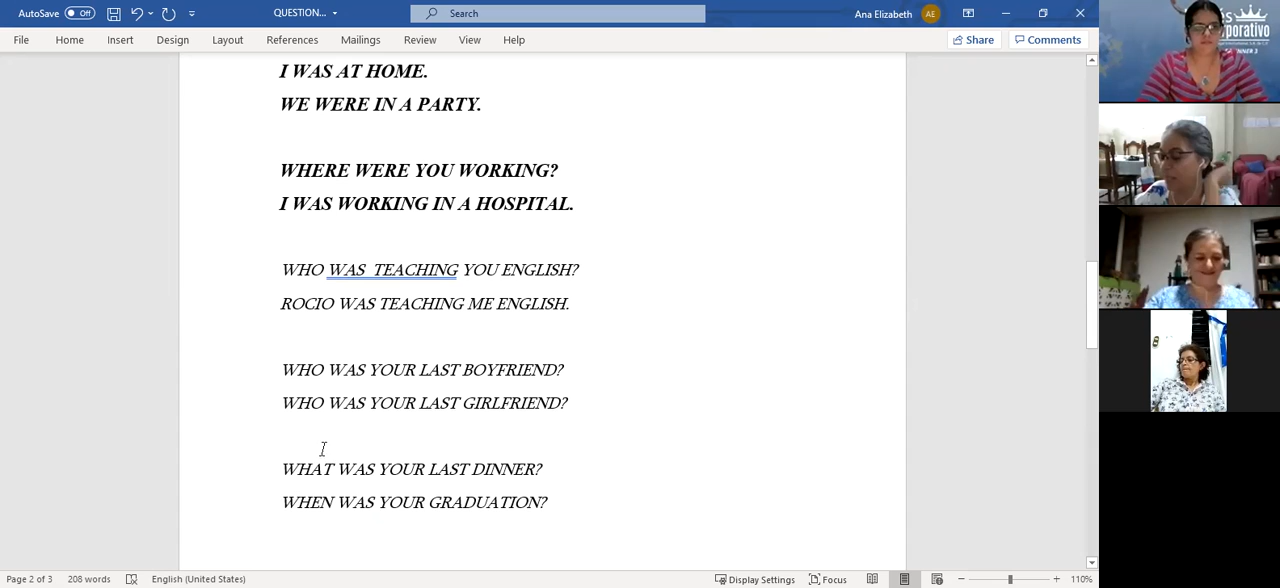 AutoSave Off QUESTION... Search Ana Elizabeth AE
File Home Insert Design Layout References Mailings Review View Help Share Comments
I WAS AT HOME.
WE WERE IN A PARTY.
WHERE WERE YOU WORKING?
I WAS WORKING IN A HOSPITAL.
WHO WAS TEACHING YOU ENGLISH?
ROCIO WAS TEACHING ME ENGLISH.
WHO WAS YOUR LAST BOYFRIEND?
WHO WAS YOUR LAST GIRLFRIEND?
WHAT WAS YOUR LAST DINNER?
WHEN WAS YOUR GRADUATION?
Page 2 of 3 208 words English (United States) Display Settings Focus 110%